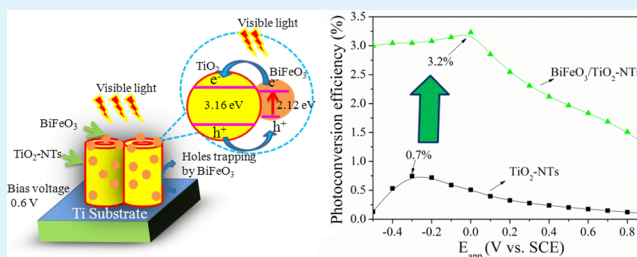 Visible light
TiO2
BiFeO3
e-
e-
3.16 eV
2.12 eV
h+
h+
Visible light
BiFeO3
TiO2-NTs
Bias voltage
0.6 V
Holes trapping
by BiFeO3
Ti Substrate
Photoconversion efficiency (%)
3.5
3.0
2.5
2.0
1.5
1.0
0.5
0.0
3.2%
BiFeO3/TiO2-NTs
0.7%
TiO2-NTs
-0.4
-0.2
0.0
0.2
0.4
0.6
0.8
Eapp (V vs. SCE)